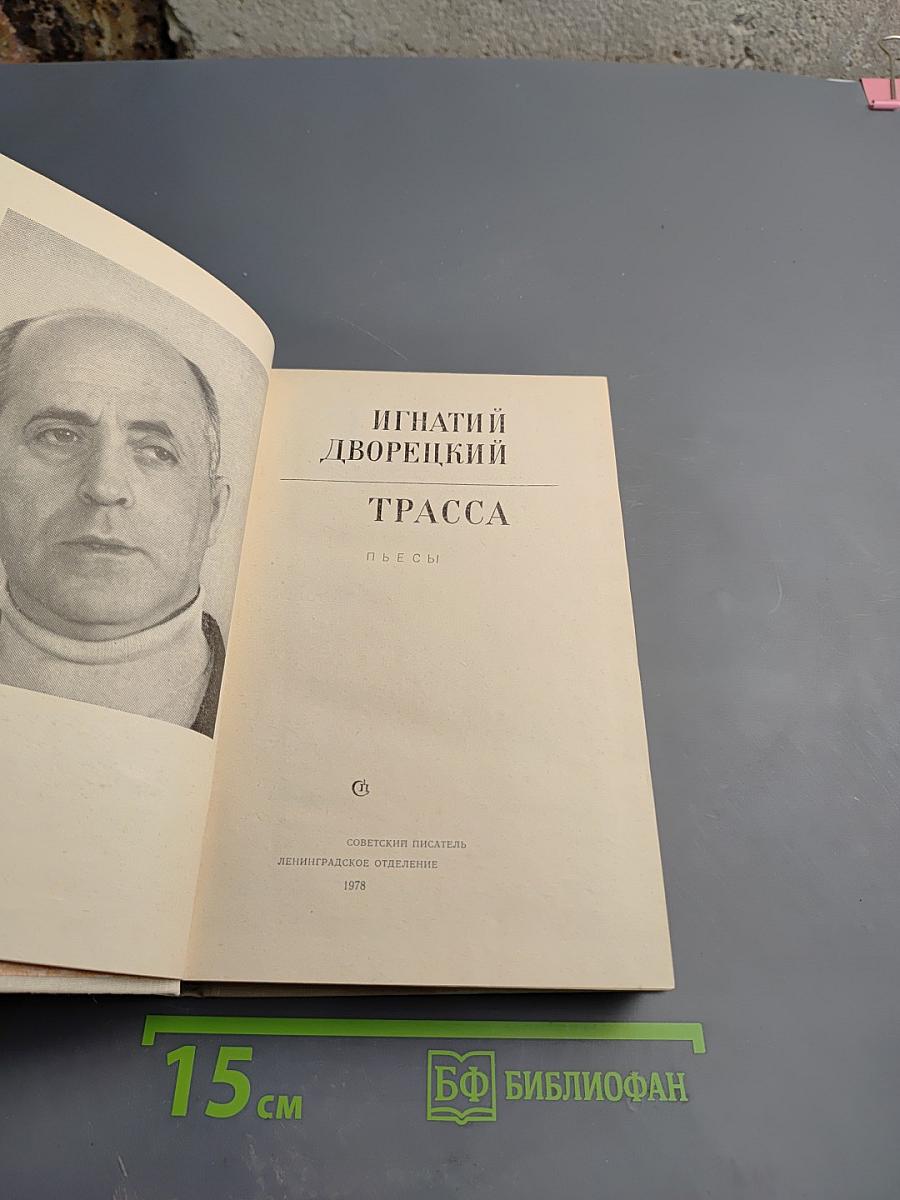 ИГНАТИЙ
ДВОРЕЦКИЙ
ТРАССА
ПЬЕСЫ
СП
СОВЕТСКИЙ ПИСАТЕЛЬ
ЛЕНИНГРАДСКОЕ ОТДЕЛЕНИЕ
1978
15 см
БФ БИБЛИОФАН